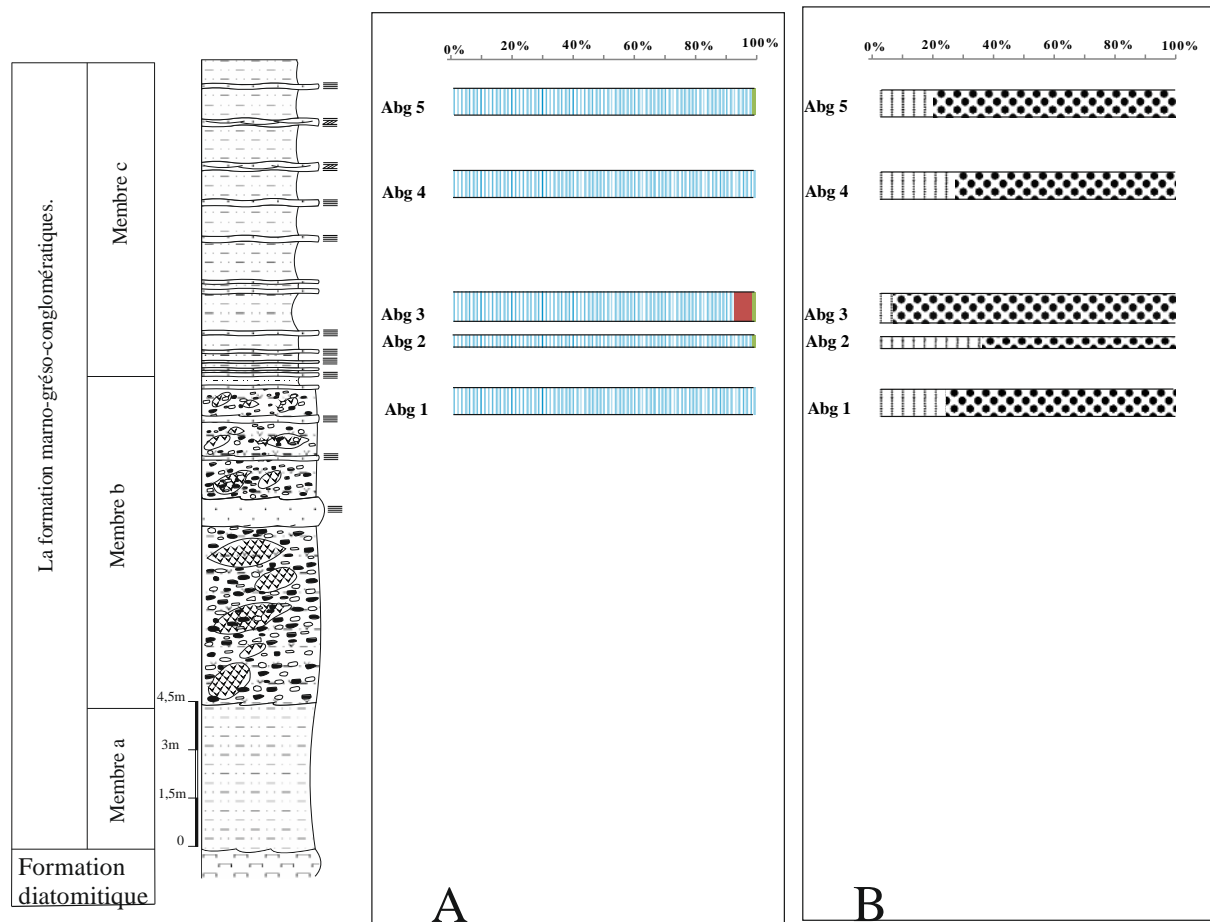 La formation marno-gréso-conglomératiques.
Membre c
Membre b
Membre a
Formation
diatomitique
4,5m
3m
1,5m
0
0% 20% 40% 60% 80% 100%
Abg 5
Abg 4
Abg 3
Abg 2
Abg 1
A
0% 20% 40% 60% 80% 100%
Abg 5
Abg 4
Abg 3
Abg 2
Abg 1
B